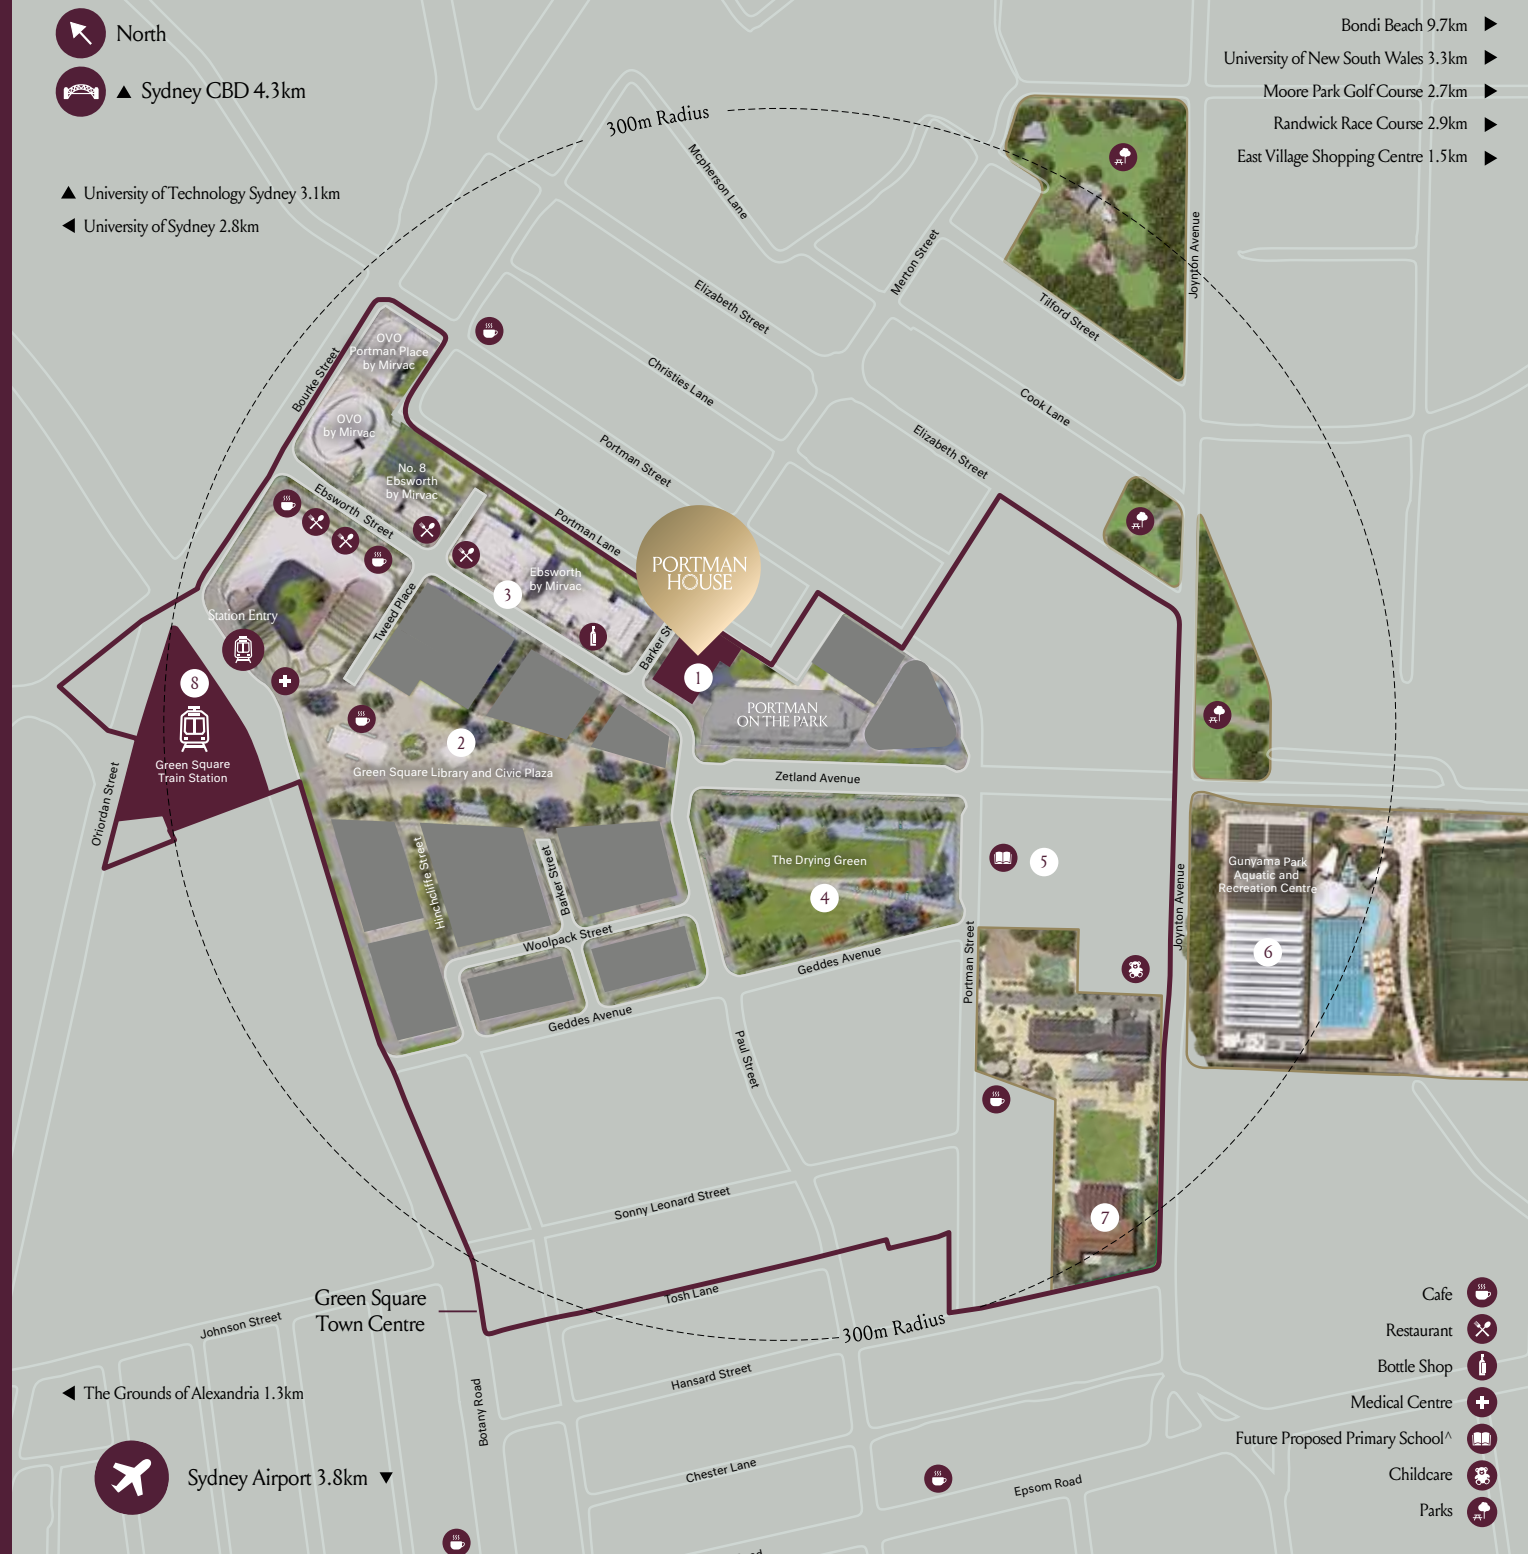 North
Sydney CBD 4.3km
University of Technology Sydney 3.1km
University of Sydney 2.8km
Bondi Beach 9.7km
University of New South Wales 3.3km
Moore Park Golf Course 2.7km
Randwick Race Course 2.9km
East Village Shopping Centre 1.5km
300m Radius
Mcpherson Lane
Merton Street
Joynton Avenue
Elizabeth Street
Tilford Street
Christies Lane
Cook Lane
Bourke Street
OVO
Portman Place
by Mirvac
OVO
by Mirvac
No. 8
Ebsworth
by Mirvac
Portman Street
Elizabeth Street
Ebsworth Street
Portman Lane
PORTMAN
HOUSE
Ebsworth
by Mirvac
3
Tweed Place
Station Entry
Barker St
1
8
Green Square
Train Station
O'riordan Street
2
Green Square Library and Civic Plaza
PORTMAN
ON THE PARK
Zetland Avenue
The Drying Green
4
5
Gunyama Park
Aquatic and
Recreation Centre
6
Hinchcliffe Street
Barker Street
Woolpack Street
Geddes Avenue
Geddes Avenue
Portman Street
Joynton Avenue
Paul Street
7
Sonny Leonard Street
Tosh Lane
300m Radius
Green Square
Town Centre
Johnson Street
Hansard Street
Botany Road
Chester Lane
Epsom Road
The Grounds of Alexandria 1.3km
Sydney Airport 3.8km
Cafe
Restaurant
Bottle Shop
Medical Centre
Future Proposed Primary School^
Childcare
Parks